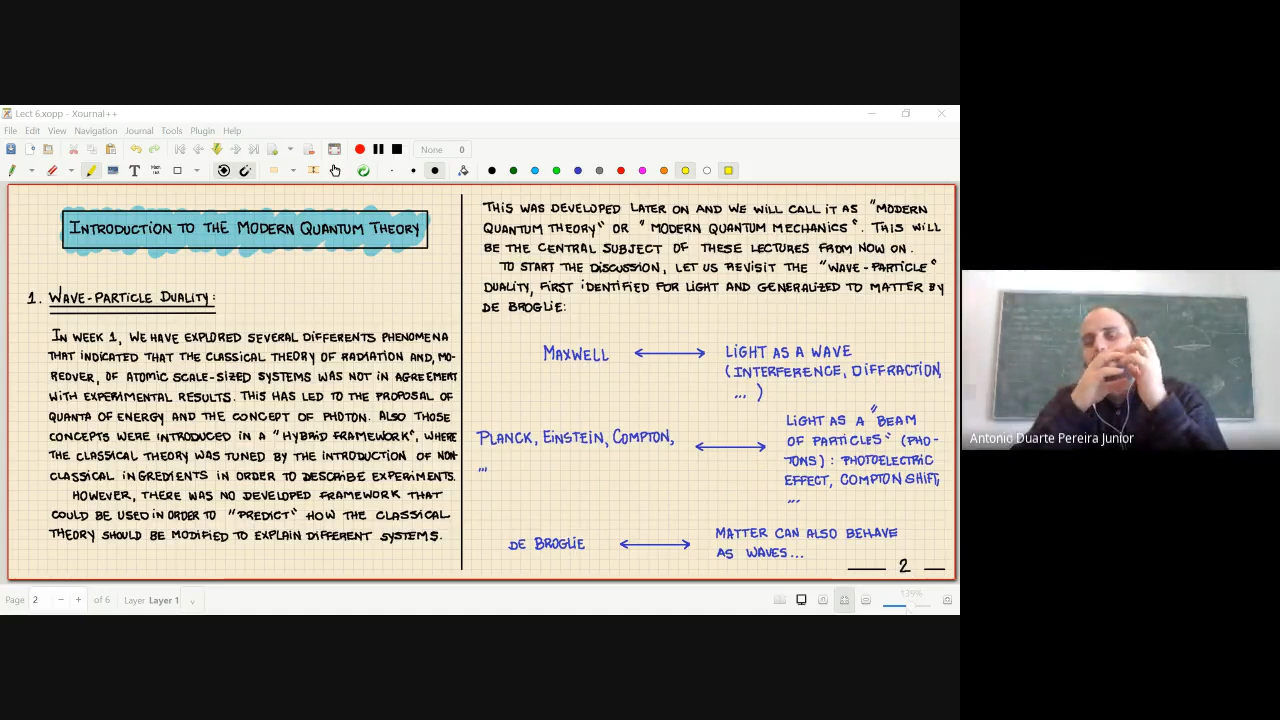 Lect 6.xopp - Xournal++
File Edit View Navigation Journal Tools Plugin Help
None 0
INTRODUCTION TO THE MODERN QUANTUM THEORY
1. WAVE-PARTICLE DUALITY:
IN WEEK 1, WE HAVE EXPLORED SEVERAL DIFFERENTS PHENOMENA
THAT INDICATED THAT THE CLASSICAL THEORY OF RADIATION AND, MO-
REOVER, OF ATOMIC SCALE-SIZED SYSTEMS WAS NOT IN AGREEMENT
WITH EXPERIMENTAL RESULTS. THIS HAS LED TO THE PROPOSAL OF
QUANTA OF ENERGY AND THE CONCEPT OF PHOTON. ALSO THOSE
CONCEPTS WERE INTRODUCED IN A "HYBRID FRAMEWORK", WHERE
THE CLASSICAL THEORY WAS TUNED BY THE INTRODUCTION OF NON-
CLASSICAL INGREDIENTS IN ORDER TO DESCRIBE EXPERIMENTS.
HOWEVER, THERE WAS NO DEVELOPED FRAMEWORK THAT
COULD BE USED IN ORDER TO "PREDICT" HOW THE CLASSICAL
THEORY SHOULD BE MODIFIED TO EXPLAIN DIFFERENT SYSTEMS.
THIS WAS DEVELOPED LATER ON AND WE WILL CALL IT AS "MODERN
QUANTUM THEORY" OR "MODERN QUANTUM MECHANICS". THIS WILL
BE THE CENTRAL SUBJECT OF THESE LECTURES FROM NOW ON.
TO START THE DISCUSSION, LET US REVISIT THE "WAVE-PARTICLE"
DUALITY, FIRST IDENTIFIED FOR LIGHT AND GENERALIZED TO MATTER BY
DE BROGLIE:
MAXWELL ↔ LIGHT AS A WAVE
(INTERFERENCE, DIFFRACTION,
...)
PLANCK, EINSTEIN, COMPTON,
...
↔ LIGHT AS A "BEAM
OF PARTICLES" (PHO-
TONS): PHOTOELECTRIC
EFFECT, COMPTON SHIFT,
...
DE BROGLIE ↔ MATTER CAN ALSO BEHAVE
AS WAVES...
2
Page 2 of 6 Layer Layer 1
139%
Antonio Duarte Pereira Junior